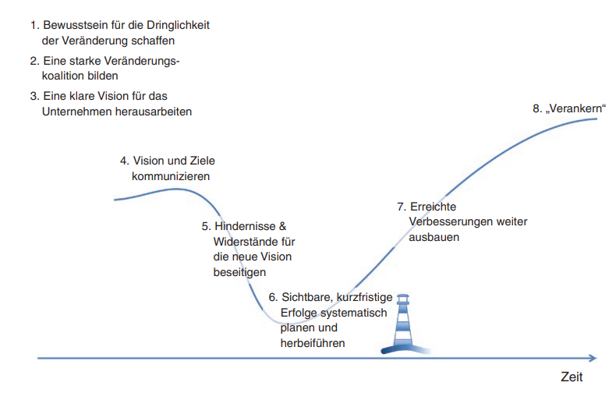 1. Bewusstsein für die Dringlichkeit
der Veränderung schaffen
2. Eine starke Veränderungs-
koalition bilden
3. Eine klare Vision für das
Unternehmen herausarbeiten
4. Vision und Ziele
kommunizieren
5. Hindernisse &
Widerstände für
die neue Vision
beseitigen
6. Sichtbare, kurzfristige
Erfolge systematisch
planen und
herbeiführen
7. Erreichte
Verbesserungen weiter
ausbauen
8. „Verankern“
Zeit